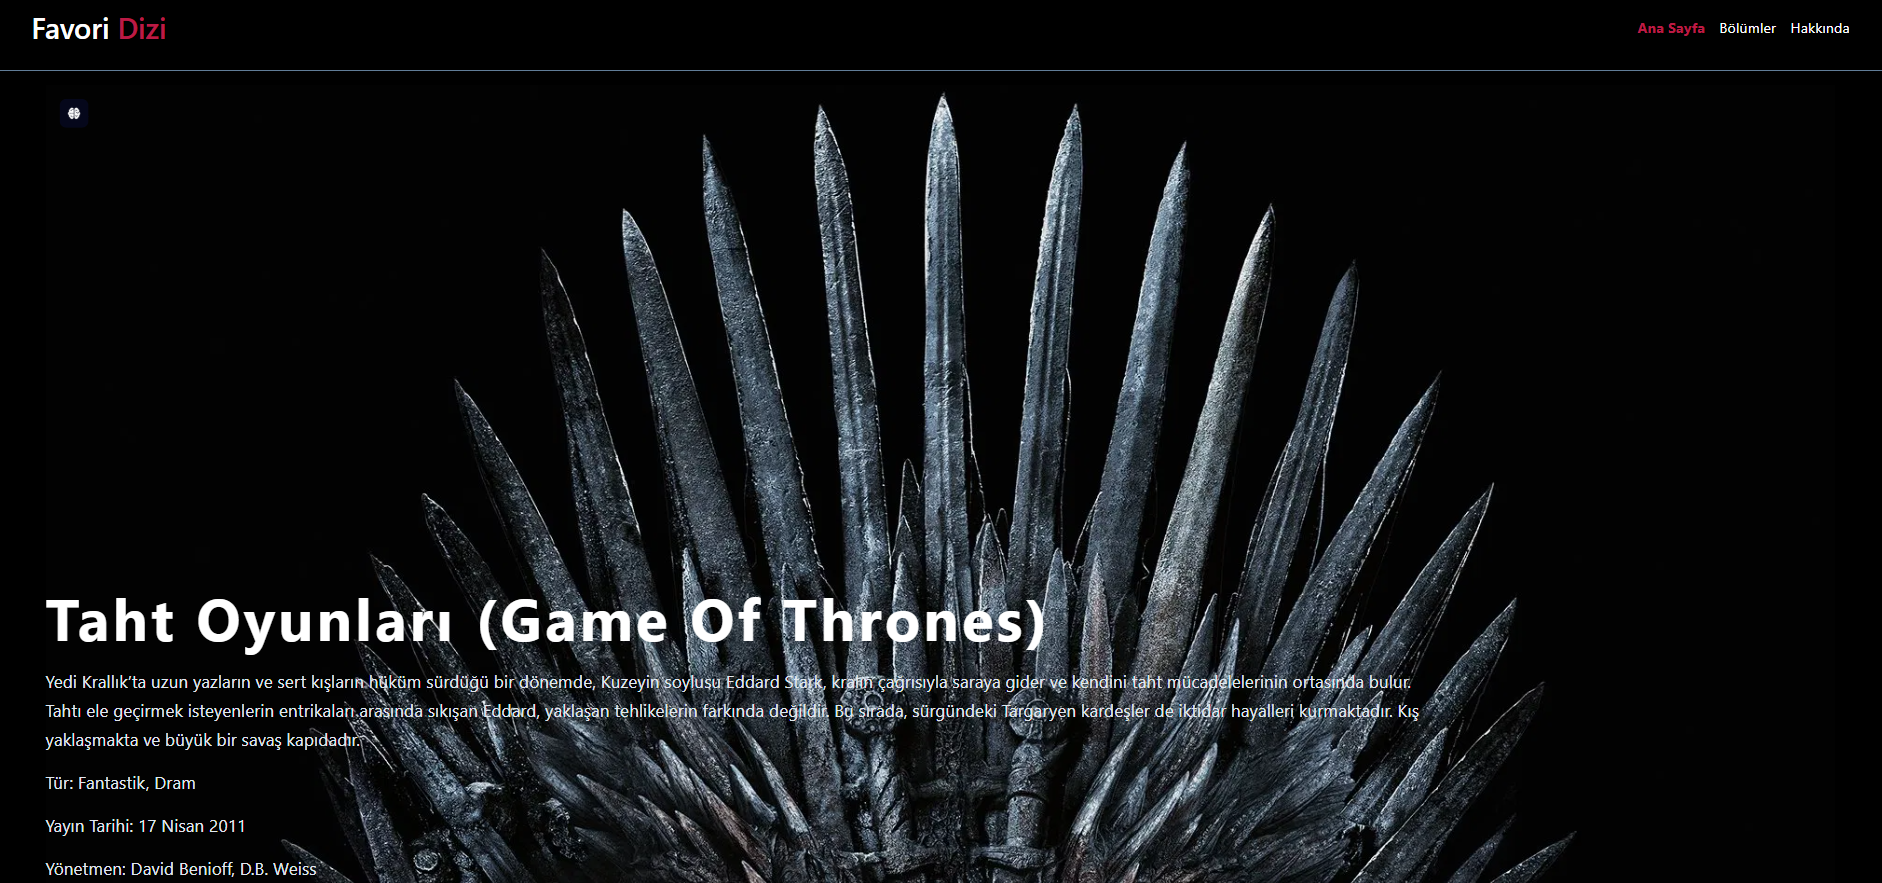 Favori Dizi
Ana Sayfa Bölümler Hakkında
Taht Oyunları (Game Of Thrones)
Yedi Krallık’ta uzun yazların ve sert kışların hüküm sürdüğü bir dönemde, Kuzeyin soylusu Eddard Stark, kralın çağrısıyla saraya gider ve kendini taht mücadelelerinin ortasında bulur.
Tahtı ele geçirmek isteyenlerin entrikaları arasında sıkışan Eddard, yaklaşan tehlikelerin farkında değildir. Bu sırada, sürgündeki Targaryen kardeşler de iktidar hayalleri kurmaktadır. Kış
yaklaşmakta ve büyük bir savaş kapıdadır.
Tür: Fantastik, Dram
Yayın Tarihi: 17 Nisan 2011
Yönetmen: David Benioff, D.B. Weiss